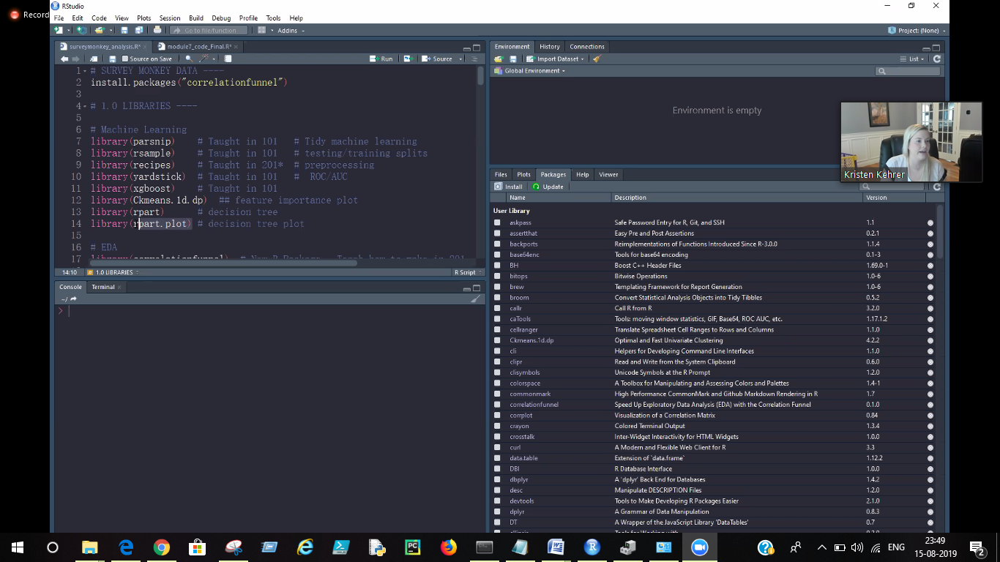 Record
RStudio
File Edit Code View Plots Session Build Debug Profile Tools Help
Go to file/function Addins Project: (None)
surveymonkey_analysis.R* module7_code_Final.R*
Source on Save Run Source
1 # SURVEY MONKEY DATA ----
2 install.packages("correlationfunnel")
3
4 # 1.0 LIBRARIES ----
5
6 # Machine Learning
7 library(parsnip) # Taught in 101 # Tidy machine learning
8 library(rsample) # Taught in 101 # testing/training splits
9 library(recipes) # Taught in 201* # preprocessing
10 library(yardstick) # Taught in 101 # ROC/AUC
11 library(xgboost) # Taught in 101
12 library(Ckmeans.1d.dp) ## feature importance plot
13 library(rpart) # decision tree
14 library(rpart.plot) # decision tree plot
15
16 # EDA
17 library(correlationfunnel)
14:10 1.0 LIBRARIES R Script
Console Terminal
~/
>
Environment History Connections
Import Dataset List
Global Environment
Environment is empty
Kristen Kehrer
Files Plots Packages Help Viewer
Install Update
Name Description Version
User Library
askpass Safe Password Entry for R, Git, and SSH 1.1
assertthat Easy Pre and Post Assertions 0.2.1
backports Reimplementations of Functions Introduced Since R-3.0.0 1.1.4
base64enc Tools for base64 encoding 0.1-3
BH Boost C++ Header Files 1.69.0-1
bitops Bitwise Operations 1.0-6
brew Templating Framework for Report Generation 1.0-6
broom Convert Statistical Analysis Objects into Tidy Tibbles 0.5.2
callr Call R from R 3.2.0
caTools Tools: moving window statistics, GIF, Base64, ROC AUC, etc. 1.17.1.2
cellranger Translate Spreadsheet Cell Ranges to Rows and Columns 1.1.0
Ckmeans.1d.dp Optimal and Fast Univariate Clustering 4.2.2
cli Helpers for Developing Command Line Interfaces 1.1.0
clipr Read and Write from the System Clipboard 0.6.0
clisymbols Unicode Symbols at the R Prompt 1.2.0
colorspace A Toolbox for Manipulating and Assessing Colors and Palettes 1.4-1
commonmark High Performance CommonMark and Github Markdown Rendering in R 1.7
correlationfunnel Speed Up Exploratory Data Analysis (EDA) with the Correlation Funnel 0.1.0
corrplot Visualization of a Correlation Matrix 0.84
crayon Colored Terminal Output 1.3.4
crosstalk Inter-Widget Interactivity for HTML Widgets 1.0.0
curl A Modern and Flexible Web Client for R 3.3
data.table Extension of `data.frame` 1.12.2
DBI R Database Interface 1.0.0
dbplyr A 'dplyr' Back End for Databases 1.4.2
desc Manipulate DESCRIPTION Files 1.2.0
devtools Tools to Make Developing R Packages Easier 2.1.0
dplyr A Grammar of Data Manipulation 0.8.3
DT A Wrapper of the JavaScript Library 'DataTables' 0.7
ENG
23:49
15-08-2019
2